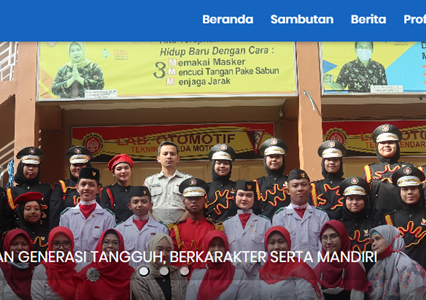 Beranda Sambutan Berita Prof
Hidup Baru Dengan Cara :
3 Memakai Masker
Mencuci Tangan Pake Sabun
Menjaga Jarak
LAB. OTOMOTIF
AN GENERASI TANGGUH, BERKARAKTER SERTA MANDIRI